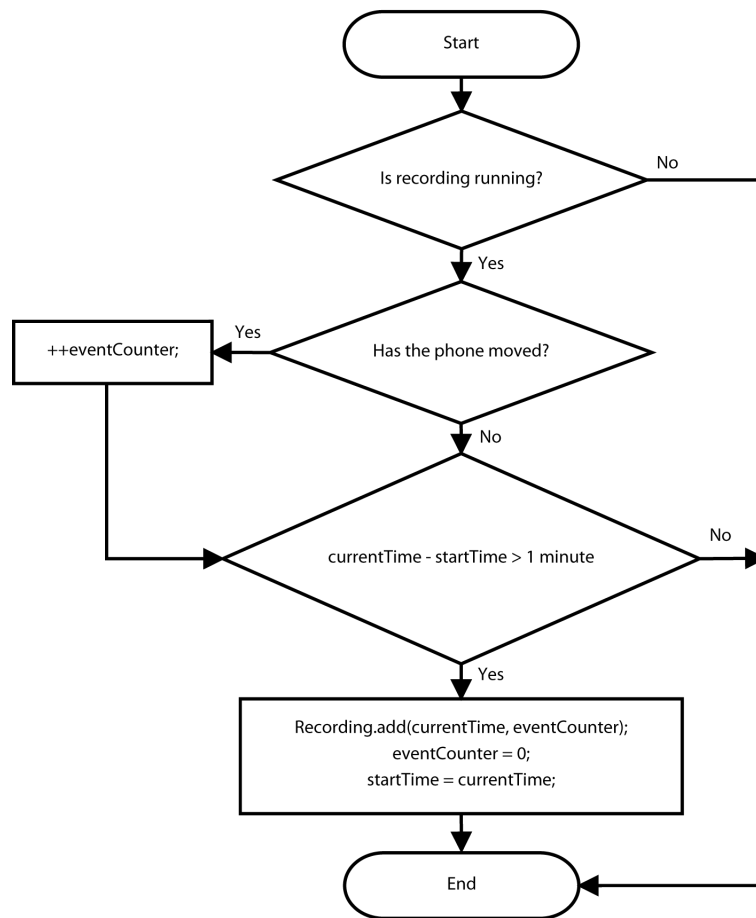 Start
Is recording running?
No
Yes
Has the phone moved?
Yes
++eventCounter;
No
currentTime - startTime > 1 minute
No
Yes
Recording.add(currentTime, eventCounter);
eventCounter = 0;
startTime = currentTime;
End